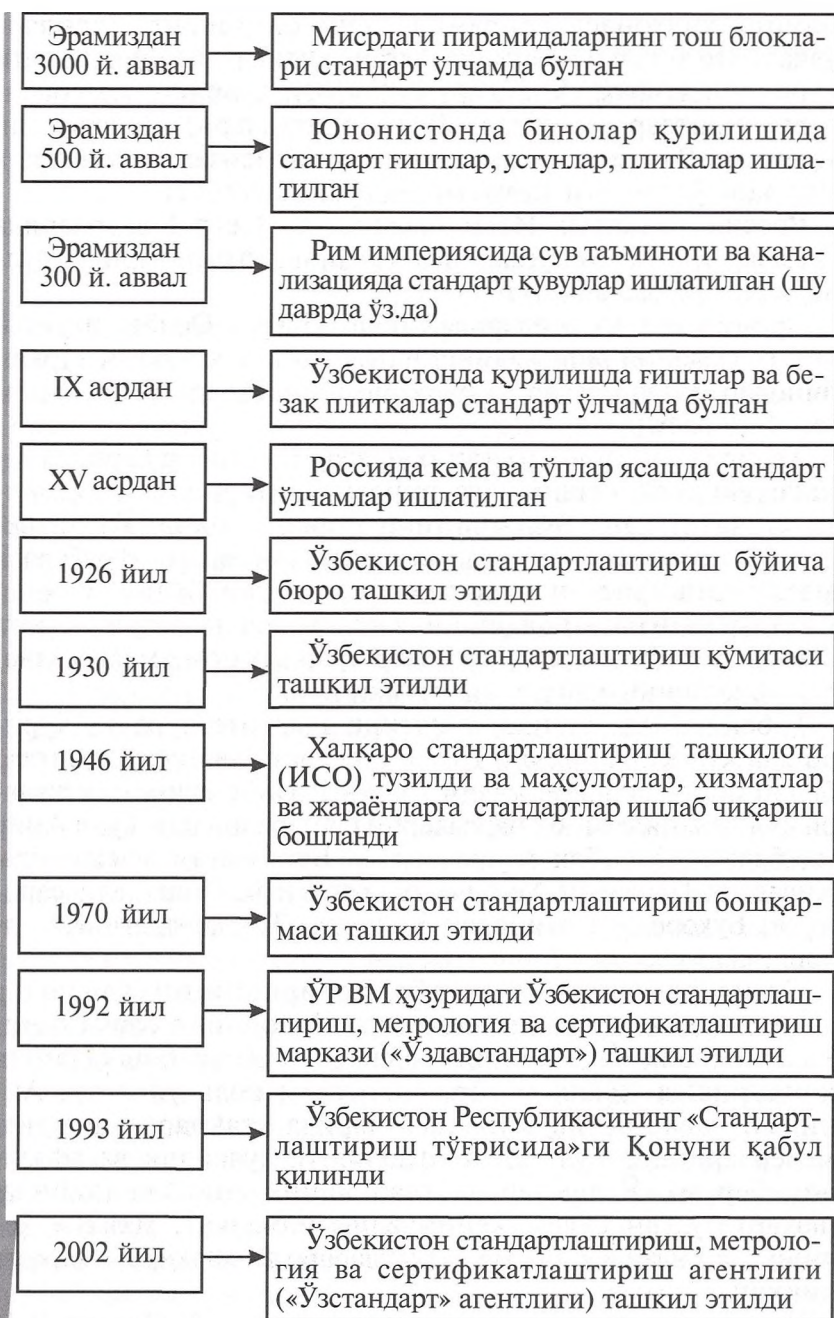 Эрамиздан
3000 й. аввал
Мисрдаги пирамидаларнинг тош блокла-
ри стандарт ўлчамда бўлган
Эрамиздан
500 й. аввал
Юнонистонда бинолар қурилишида
стандарт ғиштлар, устунлар, плиткалар ишла-
тилган
Эрамиздан
300 й. аввал
Рим империясида сув таъминоти ва кана-
лизацияда стандарт қувурлар ишлатилган (шу
даврда ўз.да)
IX асрдан
Ўзбекистонда қурилишда ғиштлар ва бе-
зак плиткалар стандарт ўлчамда бўлган
XV асрдан
Россияда кема ва тўплар ясашда стандарт
ўлчамлар ишлатилган
1926 йил
Ўзбекистон стандартлаштириш бўйича
бюро ташкил этилди
1930 йил
Ўзбекистон стандартлаштириш қўмитаси
ташкил этилди
1946 йил
Халқаро стандартлаштириш ташкилоти
(ИСО) тузилди ва маҳсулотлар, хизматлар
ва жараёнларга стандартлар ишлаб чиқариш
бошланди
1970 йил
Ўзбекистон стандартлаштириш бошқар-
маси ташкил этилди
1992 йил
ЎР ВМ ҳузуридаги Ўзбекистон стандартлаш-
тириш, метрология ва сертификатлаштириш
маркази («Ўздавстандарт») ташкил этилди
1993 йил
Ўзбекистон Республикасининг «Стандарт-
лаштириш тўғрисида»ги Қонуни қабул
қилинди
2002 йил
Ўзбекистон стандартлаштириш, метроло-
гия ва сертификатлаштириш агентлиги
(«Ўзстандарт» агентлиги) ташкил этилди